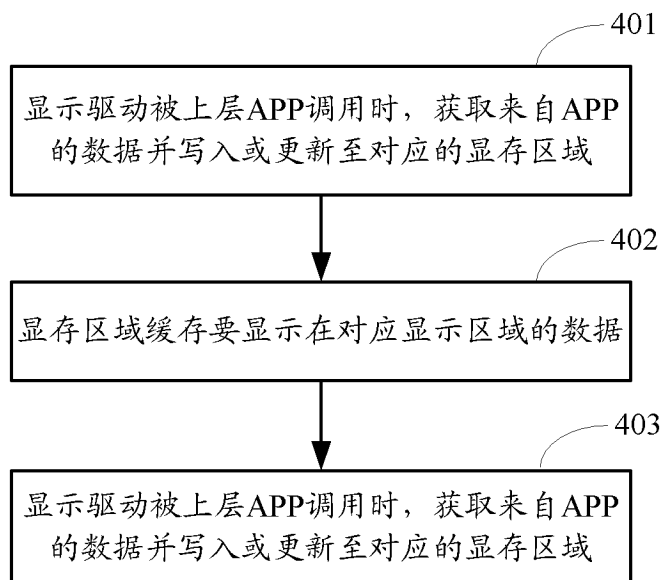 401
显示驱动被上层APP调用时，获取来自APP
的数据并写入或更新至对应的显存区域
402
显存区域缓存要显示在对应显示区域的数据
403
显示驱动被上层APP调用时，获取来自APP
的数据并写入或更新至对应的显存区域